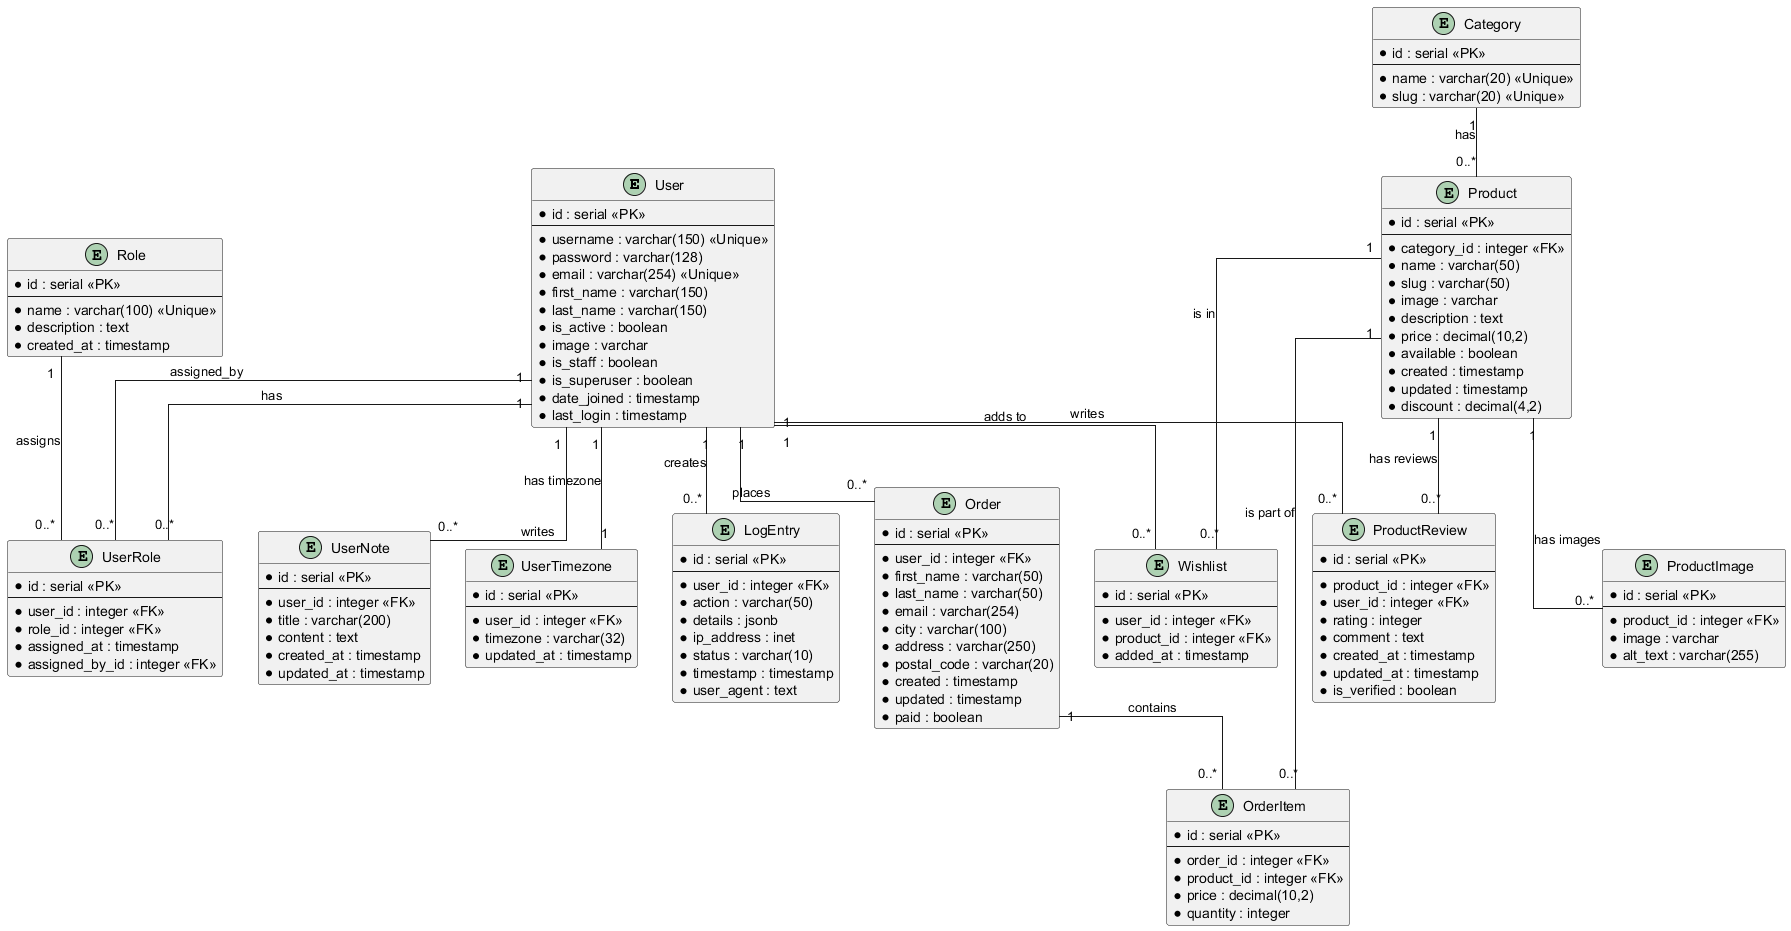 E Category
id : serial «PK»
name : varchar(20) «Unique»
slug : varchar(20) «Unique»
1
has
0..*
E User
id : serial «PK»
username : varchar(150) «Unique»
password : varchar(128)
email : varchar(254) «Unique»
first_name : varchar(150)
last_name : varchar(150)
is_active : boolean
image : varchar
is_staff : boolean
is_superuser : boolean
date_joined : timestamp
last_login : timestamp
E Product
id : serial «PK»
category_id : integer «FK»
name : varchar(50)
slug : varchar(50)
image : varchar
description : text
price : decimal(10,2)
available : boolean
created : timestamp
updated : timestamp
discount : decimal(4,2)
E Role
id : serial «PK»
name : varchar(100) «Unique»
description : text
created_at : timestamp
1
is in
1
1
assigned_by
1
has
1
assigns
adds to
writes
1
1
1
1
1
1
creates
has timezone
places
writes
1
has reviews
1
is part of
has images
0..*
0..*
0..*
0..*
1
0..*
0..*
0..*
0..*
0..*
0..*
0..*
E UserRole
id : serial «PK»
user_id : integer «FK»
role_id : integer «FK»
assigned_at : timestamp
assigned_by_id : integer «FK»
E UserNote
id : serial «PK»
user_id : integer «FK»
title : varchar(200)
content : text
created_at : timestamp
updated_at : timestamp
E UserTimezone
id : serial «PK»
user_id : integer «FK»
timezone : varchar(32)
updated_at : timestamp
E LogEntry
id : serial «PK»
user_id : integer «FK»
action : varchar(50)
details : jsonb
ip_address : inet
status : varchar(10)
timestamp : timestamp
user_agent : text
E Order
id : serial «PK»
user_id : integer «FK»
first_name : varchar(50)
last_name : varchar(50)
email : varchar(254)
city : varchar(100)
address : varchar(250)
postal_code : varchar(20)
created : timestamp
updated : timestamp
paid : boolean
E Wishlist
id : serial «PK»
user_id : integer «FK»
product_id : integer «FK»
added_at : timestamp
E ProductReview
id : serial «PK»
product_id : integer «FK»
user_id : integer «FK»
rating : integer
comment : text
created_at : timestamp
updated_at : timestamp
is_verified : boolean
E ProductImage
id : serial «PK»
product_id : integer «FK»
image : varchar
alt_text : varchar(255)
1
contains
0..*
0..*
E OrderItem
id : serial «PK»
order_id : integer «FK»
product_id : integer «FK»
price : decimal(10,2)
quantity : integer